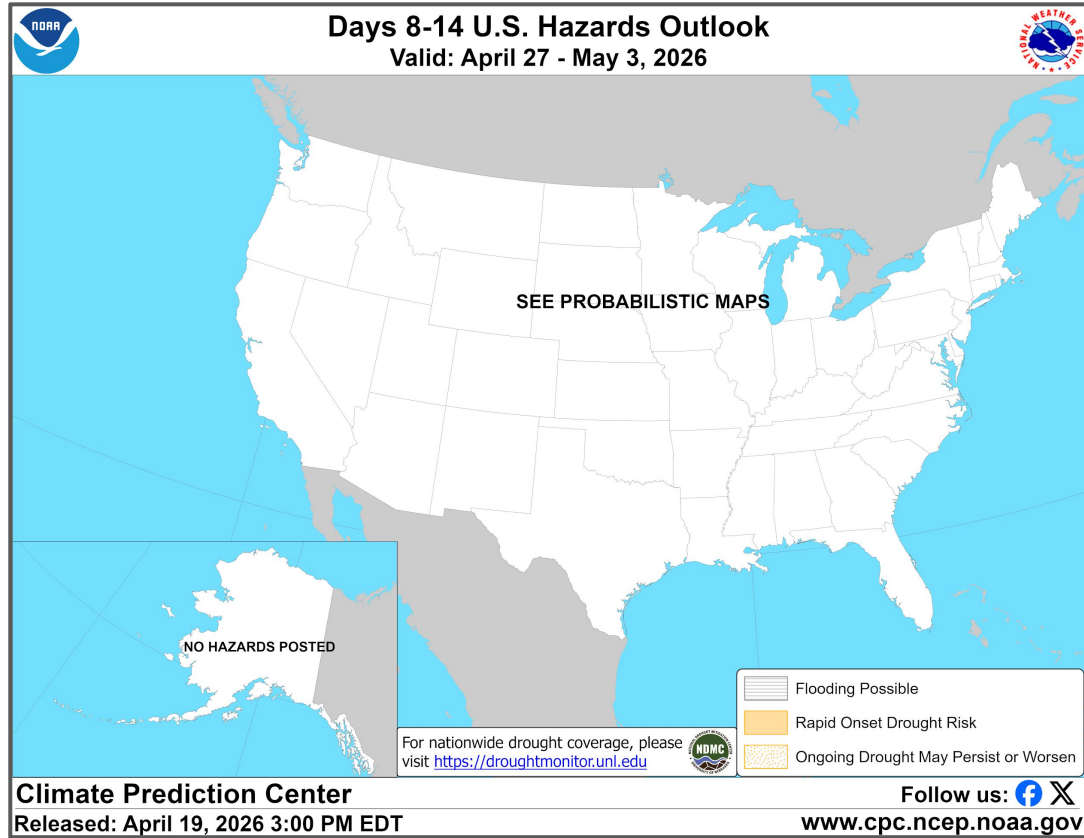 NOAA
Days 8-14 U.S. Hazards Outlook
Valid: April 27 - May 3, 2026
NATIONAL WEATHER SERVICE
SEE PROBABILISTIC MAPS
NO HAZARDS POSTED
For nationwide drought coverage, please
visit https://droughtmonitor.unl.edu
NDMC
Flooding Possible
Rapid Onset Drought Risk
Ongoing Drought May Persist or Worsen
Climate Prediction Center
Follow us:
Released: April 19, 2026 3:00 PM EDT
www.cpc.ncep.noaa.gov